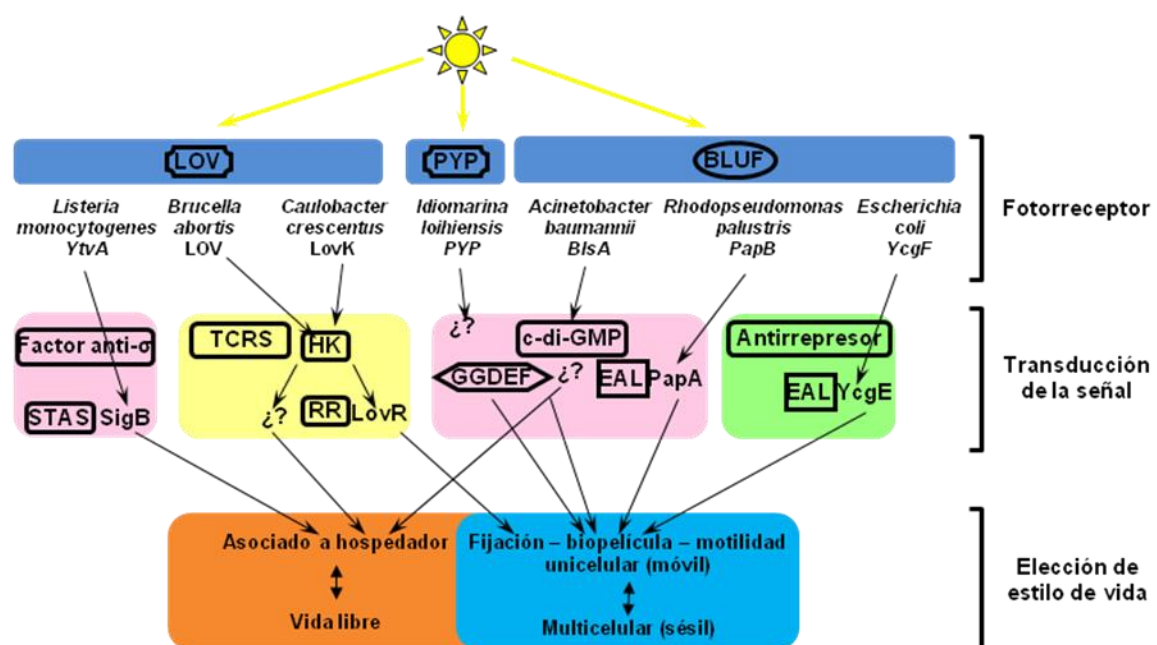 LOV
PYP
BLUF
Listeria
monocytogenes
YtvA
Brucella
abortis
LOV
Caulobacter
crescentus
LovK
Idiomarina
loihiensis
PYP
Acinetobacter
baumannii
BlsA
Rhodopseudomonas
palustris
PapB
Escherichia
coli
YcgF
Fotorreceptor
Factor anti-σ
STAS SigB
TCRS
HK
¿?
RR LovR
¿?
c-di-GMP
GGDEF
¿?
EAL PapA
Antirrepresor
EAL YcgE
Transducción
de la señal
Asociado a hospedador
Vida libre
Fijación – biopelícula – motilidad
unicelular (móvil)
Multicelular (sésil)
Elección de
estilo de vida